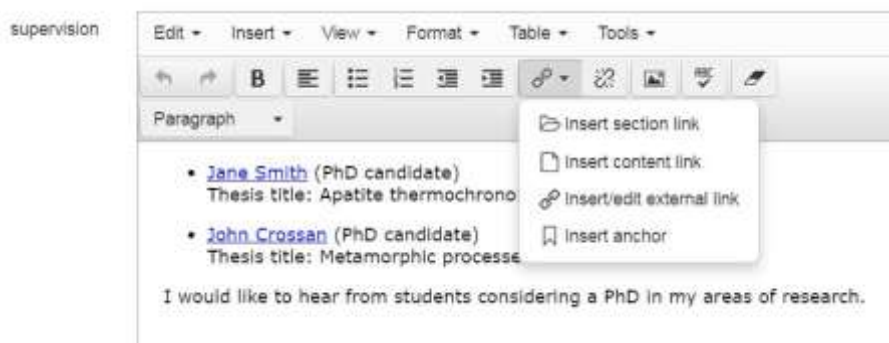 supervision
Edit Insert View Format Table Tools
B
Paragraph
Insert section link
Insert content link
Insert/edit external link
Insert anchor
Jane Smith (PhD candidate)
Thesis title: Apatite thermochrono
John Crossan (PhD candidate)
Thesis title: Metamorphic processe
I would like to hear from students considering a PhD in my areas of research.